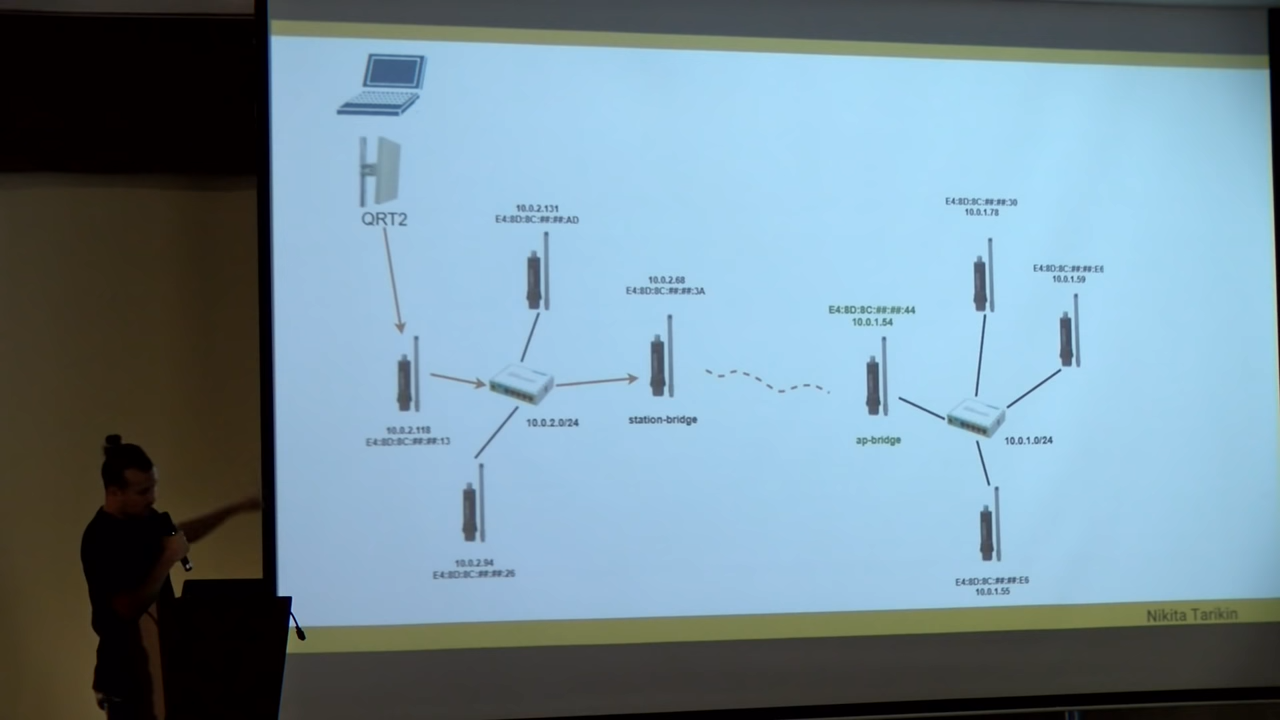 QRT2
10.0.2.131
E4:8D:8C:##:##:AD
10.0.2.68
E4:8D:8C:##:##:3A
station-bridge
10.0.2.118
E4:8D:8C:##:##:13
10.0.2.0/24
10.0.2.94
E4:8D:8C:##:##:26
E4:8D:8C:##:##:44
10.0.1.54
ap-bridge
E4:8D:8C:##:##:30
10.0.1.78
E4:8D:8C:##:##:E6
10.0.1.59
10.0.1.0/24
E4:8D:8C:##:##:E6
10.0.1.55
Nikita Tarikin